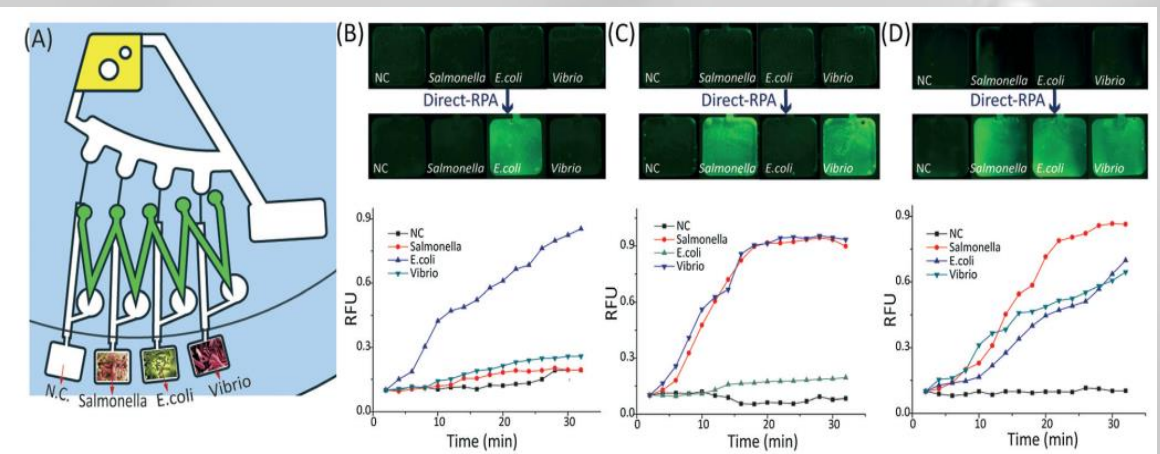 (A)
N.C.
Salmonella
E.coli
Vibrio
(B)
NC Salmonella E.coli Vibrio
Direct-RPA
NC Salmonella E.coli Vibrio
0.9
0.6
0.3
0.0
RFU
NC
Salmonella
E.coli
Vibrio
0 10 20 30
Time (min)
(C)
NC Salmonella E.coli Vibrio
Direct-RPA
NC Salmonella E.coli Vibrio
0.9
0.6
0.3
0.0
RFU
NC
Salmonella
E.coli
Vibrio
0 10 20 30
Time (min)
(D)
NC Salmonella E.coli Vibrio
Direct-RPA
NC Salmonella E.coli Vibrio
0.9
0.6
0.3
0.0
RFU
NC
Salmonella
E.coli
Vibrio
0 10 20 30
Time (min)